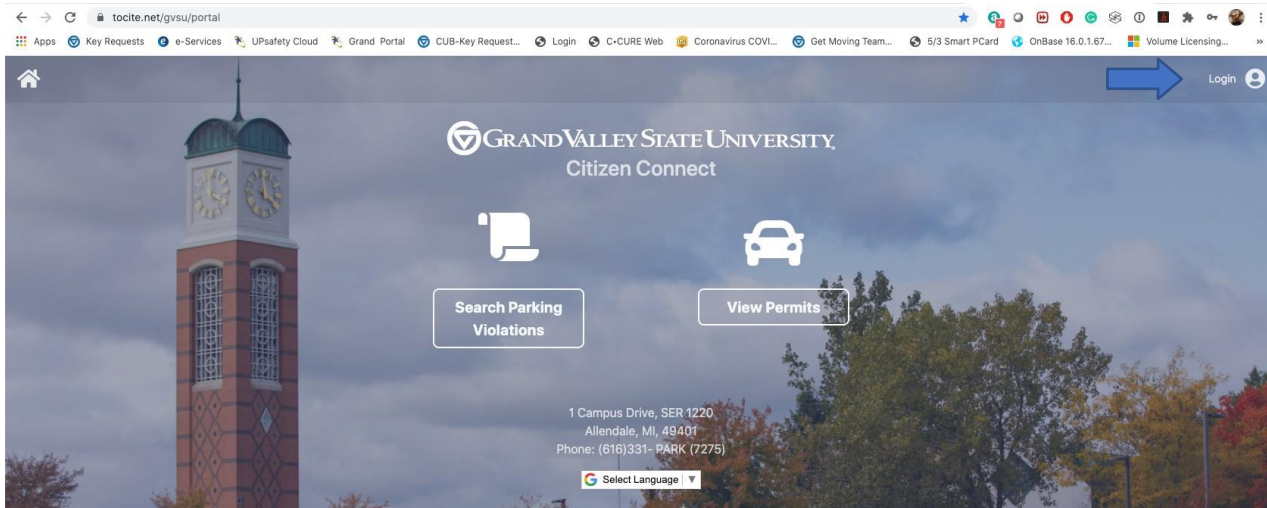 tocite.net/gvsu/portal
7
Apps Key Requests e-Services UPsafety Cloud Grand Portal CUB-Key Request... Login C•CURE Web Coronavirus COVI... Get Moving Team... 5/3 Smart PCard OnBase 16.0.1.67... Volume Licensing... »
Login
GRAND VALLEY STATE UNIVERSITY.
Citizen Connect
Search Parking
Violations
View Permits
1 Campus Drive, SER 1220
Allendale, MI, 49401
Phone: (616)331- PARK (7275)
G Select Language ▼